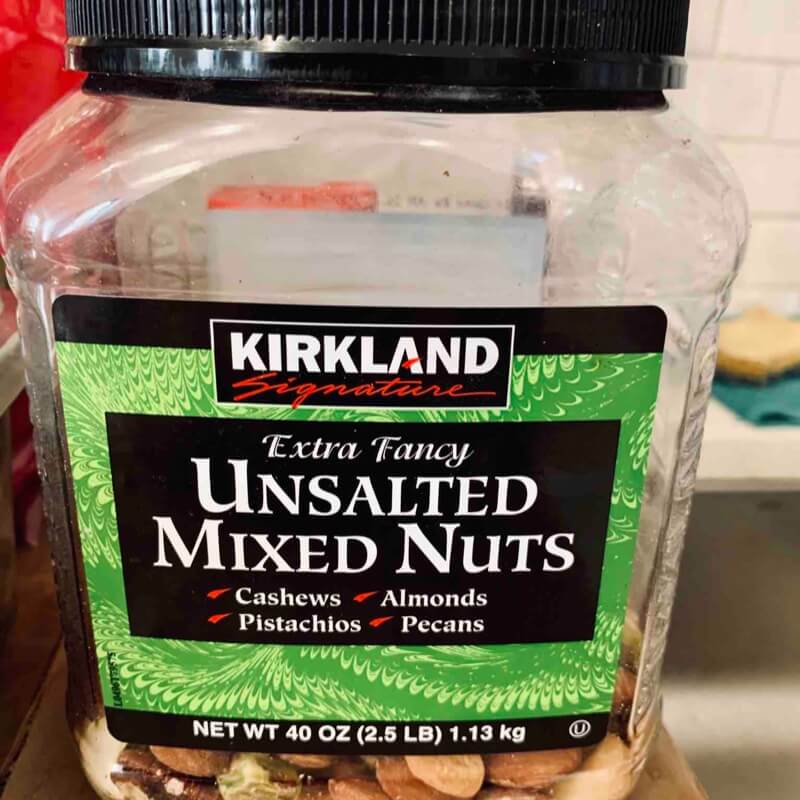 KIRKLAND
Signature
Extra Fancy
UNSALTED
MIXED NUTS
Cashews Almonds
Pistachios Pecans
NET WT 40 OZ (2.5 LB) 1.13 kg U